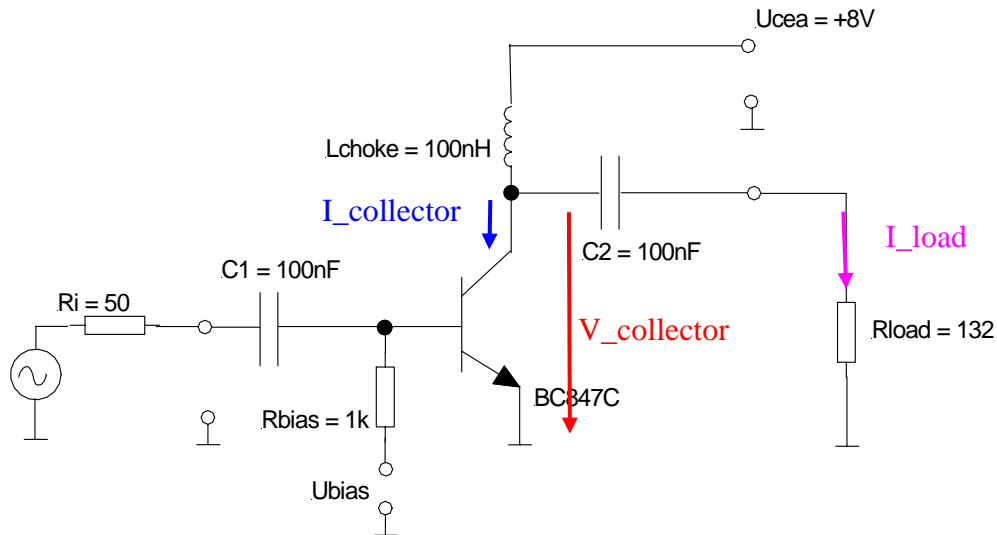 Ucea = +8V
Lchoke = 100nH
I_collector
I_load
C2 = 100nF
C1 = 100nF
Ri = 50
V_collector
Rload = 132
BC847C
Rbias = 1k
Ubias